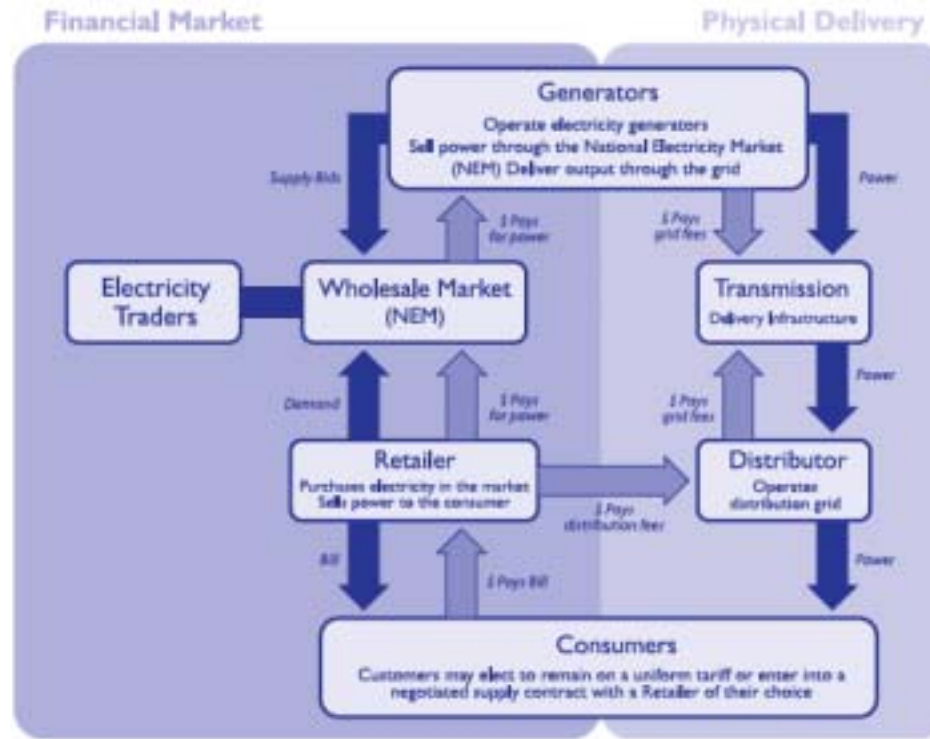 Financial Market
Physical Delivery
Generators
Operate electricity generators
Sell power through the National Electricity Market
(NEM) Deliver output through the grid
Supply Bids
$ Pays
for power
$ Pays
grid fees
Power
Electricity
Traders
Wholesale Market
(NEM)
Transmission
Delivery Infrastructure
Demand
$ Pays
for power
$ Pays
grid fees
Power
Retailer
Purchases electricity in the market
Sells power to the consumer
Distributor
Operates
distribution grid
$ Pays
distribution fees
Bill
$ Pays Bill
Power
Consumers
Customers may elect to remain on a uniform tariff or enter into a
negotiated supply contract with a Retailer of their choice